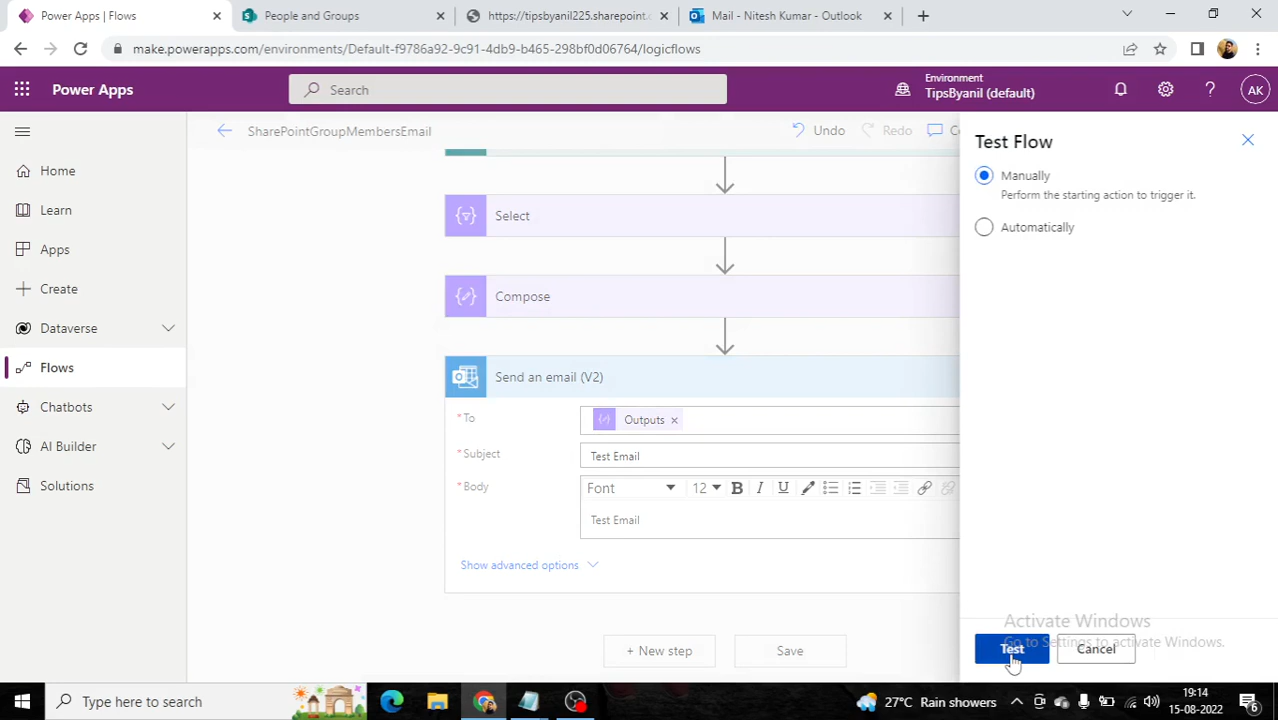 Power Apps | Flows
People and Groups
https://tipsbyanil225.sharepoint.c
Mail - Nitesh Kumar - Outlook
make.powerapps.com/environments/Default-f9786a92-9c91-4db9-b465-298bf0d06764/logicflows
Power Apps
Search
Environment
TipsByanil (default)
AK
SharePointGroupMembersEmail
Undo
Redo
Co
Test Flow
Home
Learn
Apps
Create
Dataverse
Flows
Chatbots
AI Builder
Solutions
Select
Compose
Send an email (V2)
* To
Outputs
* Subject
Test Email
* Body
Font
12
B
I
U
Test Email
Show advanced options
+ New step
Save
Manually
Perform the starting action to trigger it.
Automatically
Activate Windows
Go to Settings to activate Windows.
Test
Cancel
Type here to search
27°C Rain showers
19:14
15-08-2022
6